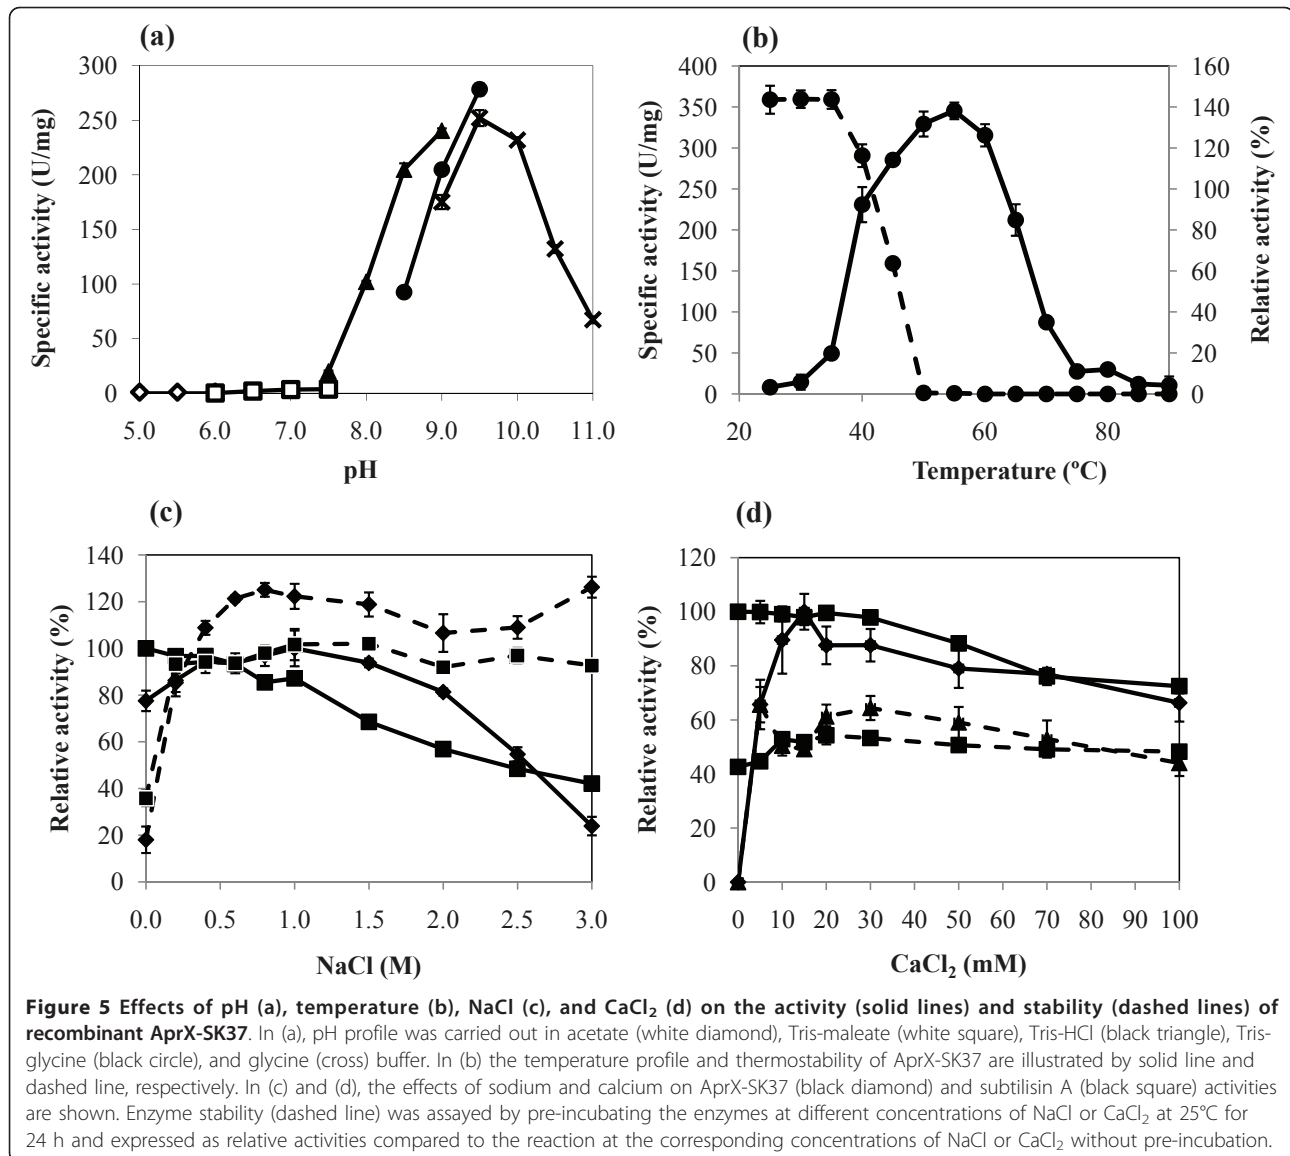 (a)
300
250
200
150
100
50
0
Specific activity (U/mg)
5.0 6.0 7.0 8.0 9.0 10.0 11.0
pH
(b)
400
350
300
250
200
150
100
50
0
Specific activity (U/mg)
160
140
120
100
80
60
40
20
0
Relative activity (%)
20 40 60 80
Temperature (ºC)
(c)
140
120
100
80
60
40
20
0
Relative activity (%)
0.0 0.5 1.0 1.5 2.0 2.5 3.0
NaCl (M)
(d)
120
100
80
60
40
20
0
Relative activity (%)
0 10 20 30 40 50 60 70 80 90 100
CaCl₂ (mM)
Figure 5 Effects of pH (a), temperature (b), NaCl (c), and CaCl₂ (d) on the activity (solid lines) and stability (dashed lines) of
recombinant AprX-SK37. In (a), pH profile was carried out in acetate (white diamond), Tris-maleate (white square), Tris-HCl (black triangle), Tris-
glycine (black circle), and glycine (cross) buffer. In (b) the temperature profile and thermostability of AprX-SK37 are illustrated by solid line and
dashed line, respectively. In (c) and (d), the effects of sodium and calcium on AprX-SK37 (black diamond) and subtilisin A (black square) activities
are shown. Enzyme stability (dashed line) was assayed by pre-incubating the enzymes at different concentrations of NaCl or CaCl₂ at 25°C for
24 h and expressed as relative activities compared to the reaction at the corresponding concentrations of NaCl or CaCl₂ without pre-incubation.